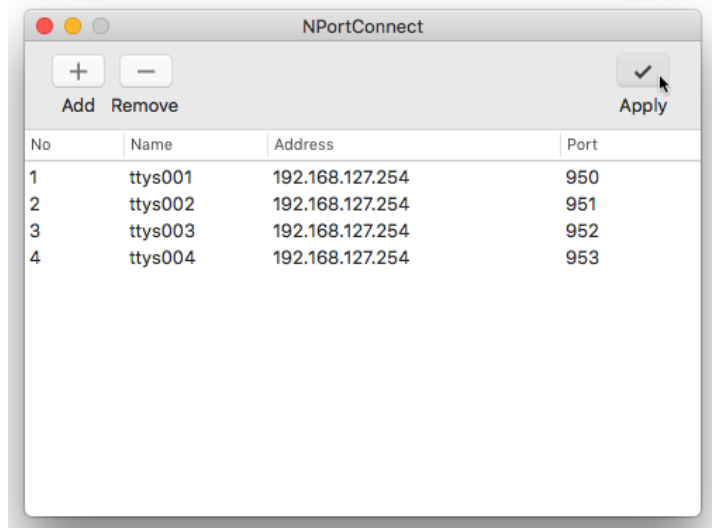 NPortConnect
Add Remove Apply
No Name Address Port
1 ttys001 192.168.127.254 950
2 ttys002 192.168.127.254 951
3 ttys003 192.168.127.254 952
4 ttys004 192.168.127.254 953